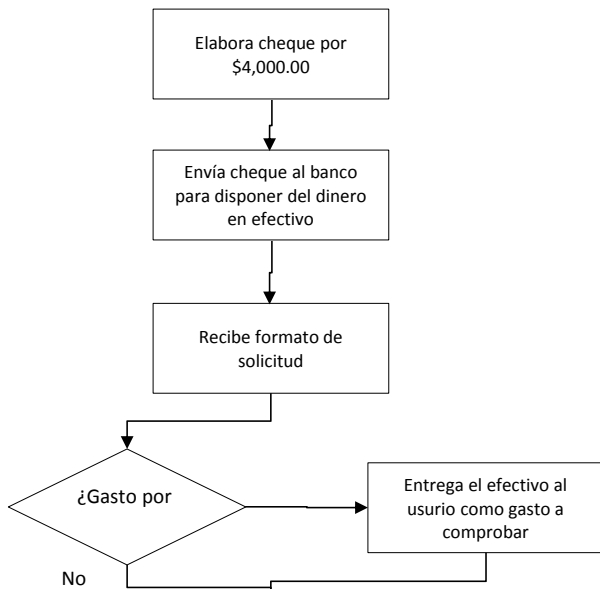 Elabora cheque por
$4,000.00
Envía cheque al banco
para disponer del dinero
en efectivo
Recibe formato de
solicitud
¿Gasto por
Entrega el efectivo al
usurio como gasto a
comprobar
No